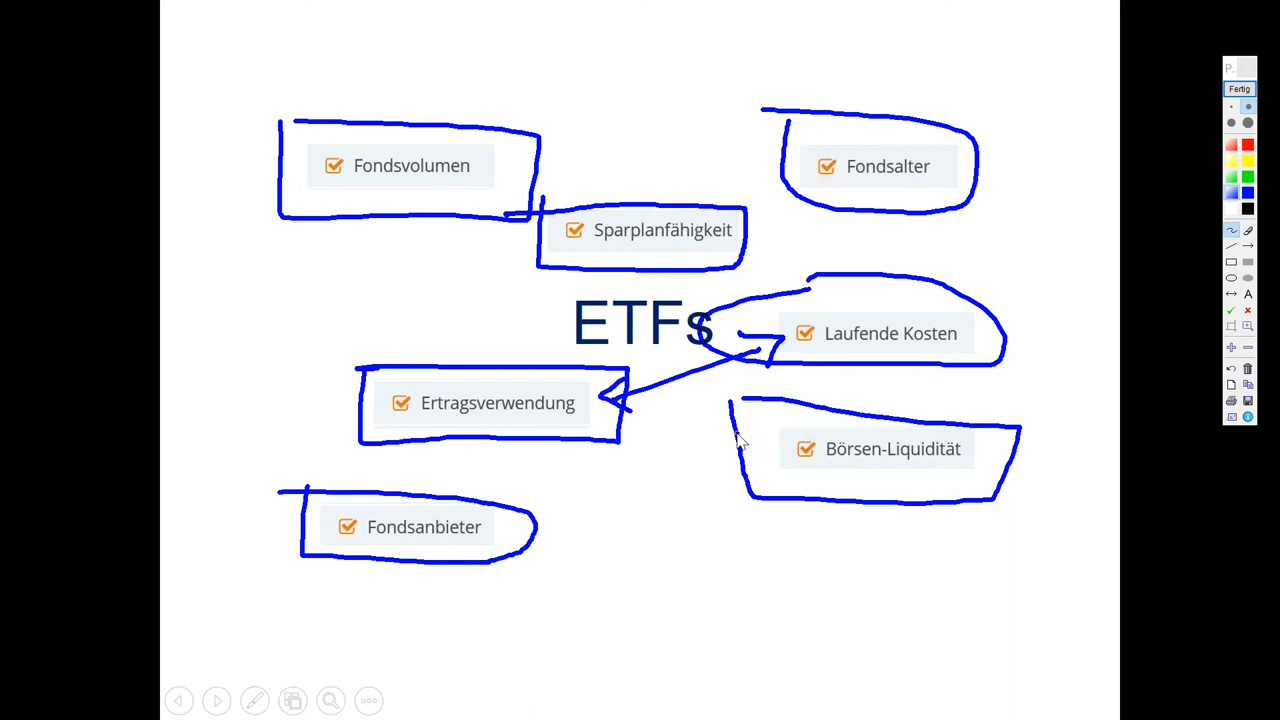 Fondsvolumen
Fondsalter
Sparplanfähigkeit
ETFs
Laufende Kosten
Ertragsverwendung
Börsen-Liquidität
Fondsanbieter
P..
Fertig
A